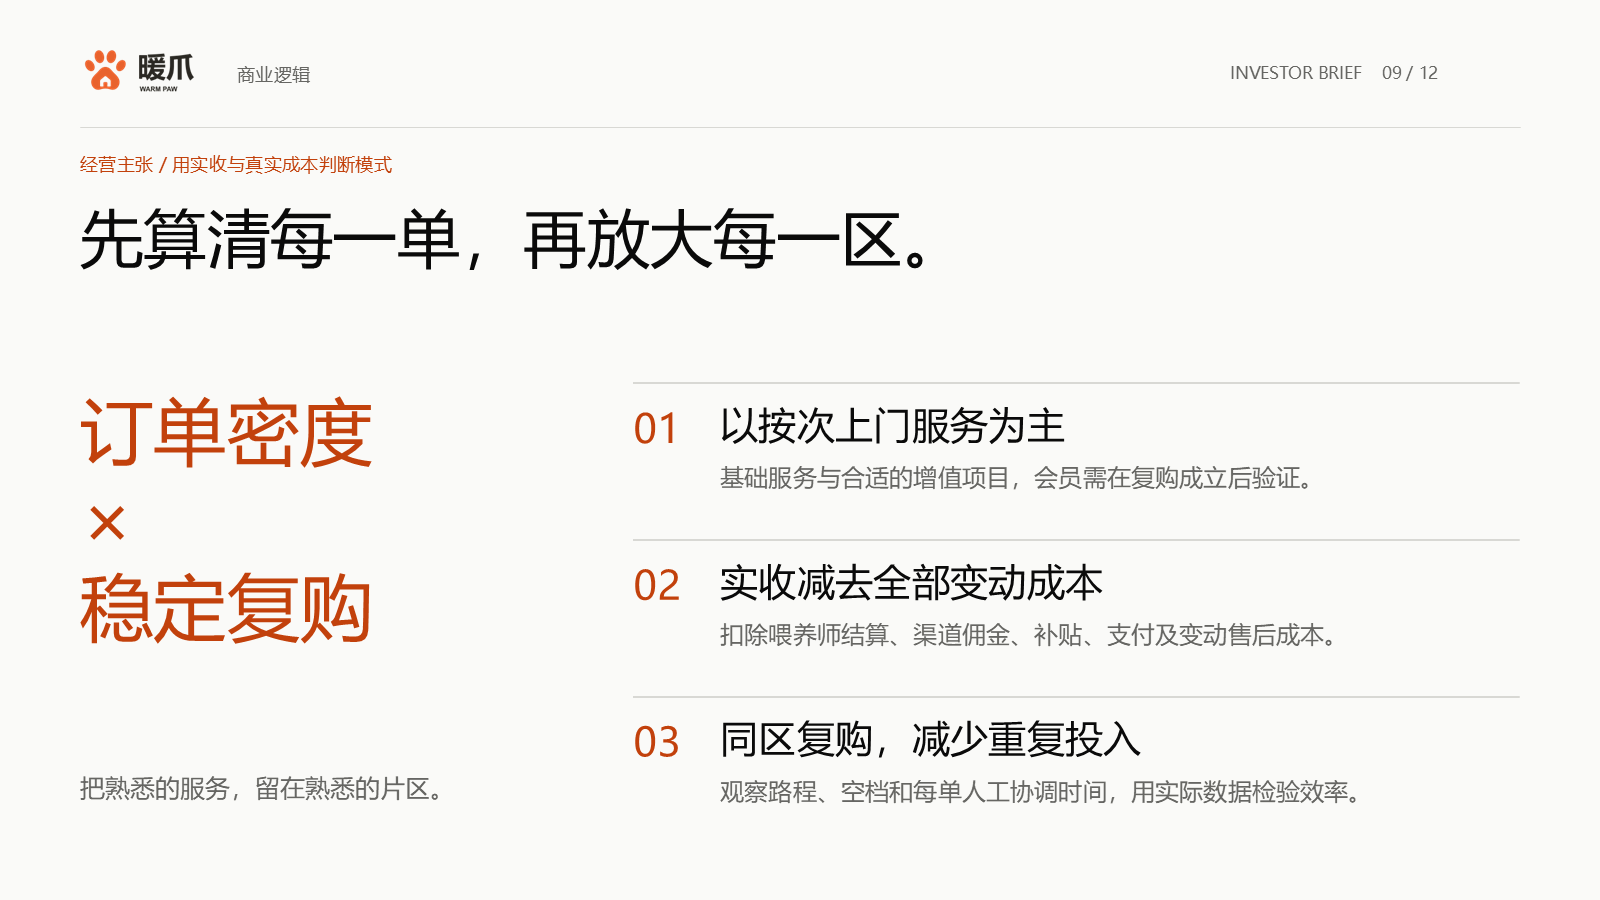 暖爪
WARM PAW
商业逻辑
INVESTOR BRIEF 09 / 12
经营主张 / 用实收与真实成本判断模式
先算清每一单，再放大每一区。
订单密度
×
稳定复购
把熟悉的服务，留在熟悉的片区。
01 以按次上门服务为主
基础服务与合适的增值项目，会员需在复购成立后验证。
02 实收减去全部变动成本
扣除喂养师结算、渠道佣金、补贴、支付及变动售后成本。
03 同区复购，减少重复投入
观察路程、空档和每单人工协调时间，用实际数据检验效率。